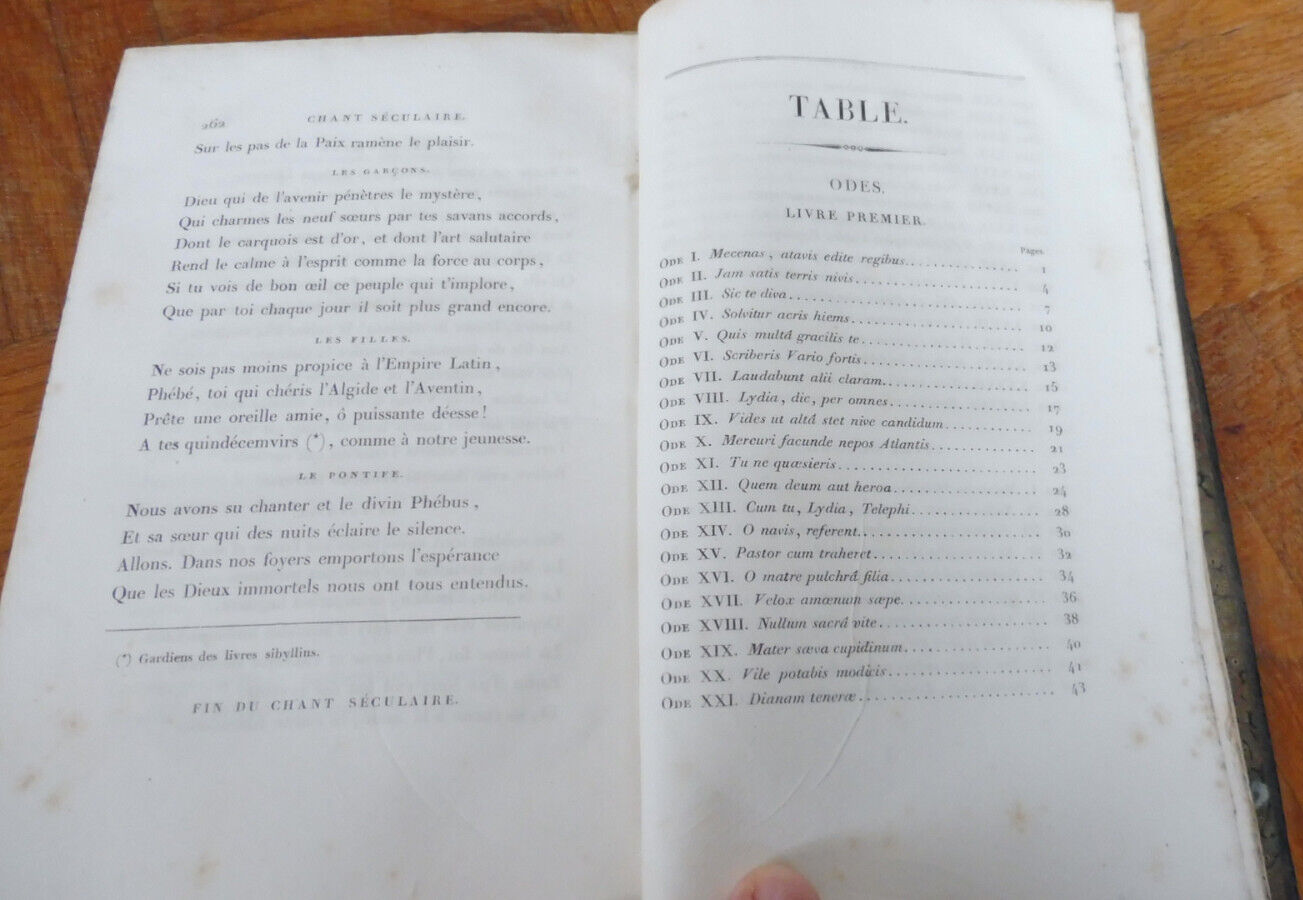 262 CHANT SÉCULAIRE.
Sur les pas de la Paix ramène le plaisir.
LES GARÇONS.
Dieu qui de l'avenir pénètres le mystère,
Qui charmes les neuf sœurs par tes savans accords,
Dont le carquois est d'or, et dont l'art salutaire
Rend le calme à l'esprit comme la force au corps,
Si tu vois de bon œil ce peuple qui t'implore,
Que par toi chaque jour il soit plus grand encore.
LES FILLES.
Ne sois pas moins propice à l'Empire Latin,
Phébé, toi qui chéris l'Algide et l'Aventin,
Prête une oreille amie, ô puissante déesse!
A tes quindécemvirs (*), comme à notre jeunesse.
LE PONTIFE.
Nous avons su chanter et le divin Phébus,
Et sa sœur qui des nuits éclaire le silence.
Allons. Dans nos foyers emportons l'espérance
Que les Dieux immortels nous ont tous entendus.
(*) Gardiens des livres sibyllins.
FIN DU CHANT SÉCULAIRE.
TABLE.
ODES.
LIVRE PREMIER.
Pages.
ODE I. Mecenas, atavis edite regibus. 1
ODE II. Jam satis terris nivis. 4
ODE III. Sic te diva. 7
ODE IV. Solvitur acris hiems. 10
ODE V. Quis multâ gracilis te. 12
ODE VI. Scriberis Vario fortis. 13
ODE VII. Laudabunt alii claram. 15
ODE VIII. Lydia, dic, per omnes. 17
ODE IX. Vides ut altâ stet nive candidum. 19
ODE X. Mercuri facunde nepos Atlantis. 21
ODE XI. Tu ne quæsieris. 23
ODE XII. Quem deum aut heroa. 24
ODE XIII. Cum tu, Lydia, Telephi. 28
ODE XIV. O navis, referent. 30
ODE XV. Pastor cum traheret. 32
ODE XVI. O matre pulchrâ filia. 34
ODE XVII. Velox amœnum sæpe. 36
ODE XVIII. Nullum sacrâ vite. 38
ODE XIX. Mater sæva cupidinum. 40
ODE XX. Vile potabis modicis. 41
ODE XXI. Dianam teneræ. 43